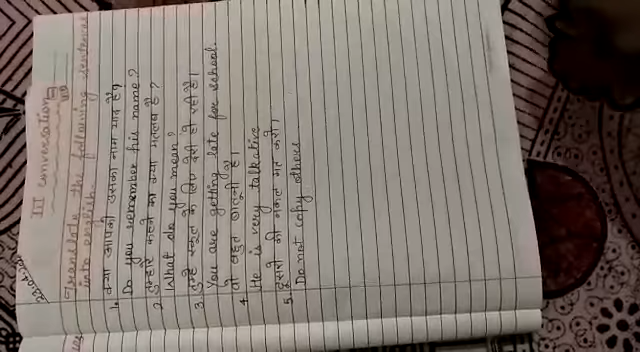 III conversation
Translate the following sentences
into english.
1. क्या आपको उसका नाम याद है?
Do you remember his name?
2. तुम्हारे कहने का क्या मतलब है?
What do you mean?
3. तुम्हें स्कूल के लिए देरी हो रही है।
You are getting late for school.
4. वो बहुत बातूनी है।
He is very talkative
5. दूसरों की नकल मत करो।
Do not copy others